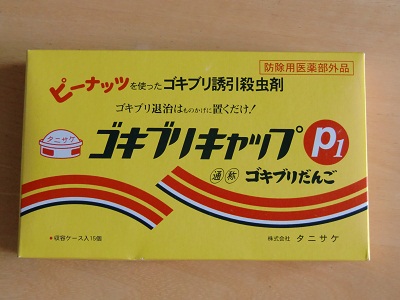 防除用医薬部外品
ピーナッツを使ったゴキブリ誘引殺虫剤
ゴキブリ退治はものかげに置くだけ!
タニサケ
ゴキブリキャップ P1
通称 ゴキブリだんご
●収容ケース入15個
株式会社 タニサケ